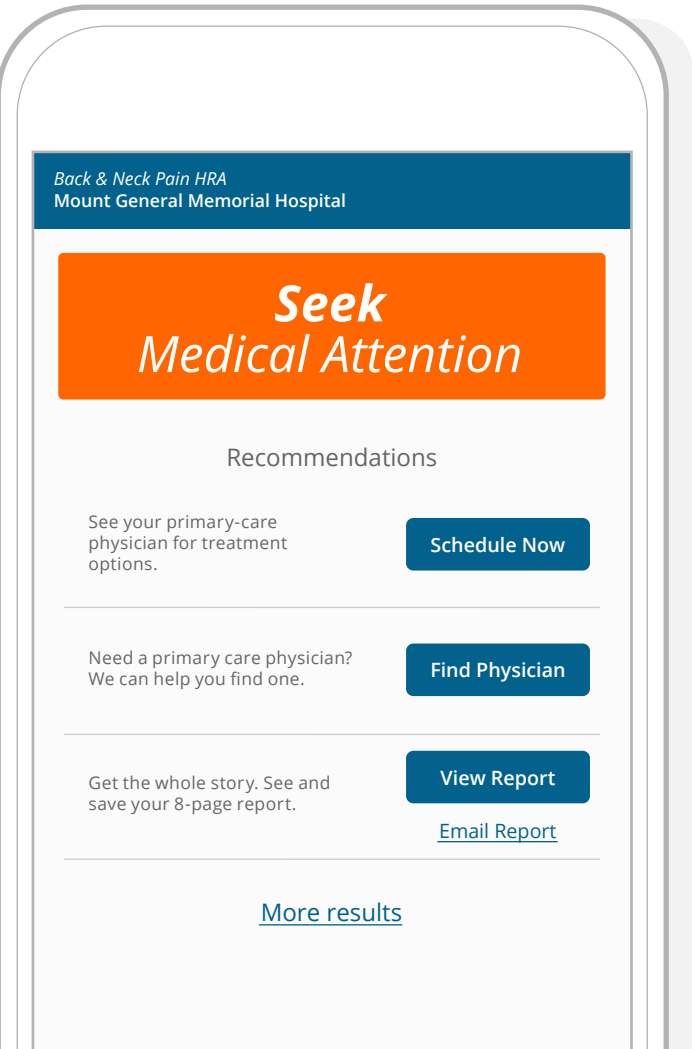 Back & Neck Pain HRA
Mount General Memorial Hospital
Seek
Medical Attention
Recommendations
See your primary-care
physician for treatment
options.
Schedule Now
Need a primary care physician?
We can help you find one.
Find Physician
Get the whole story. See and
save your 8-page report.
View Report
Email Report
More results